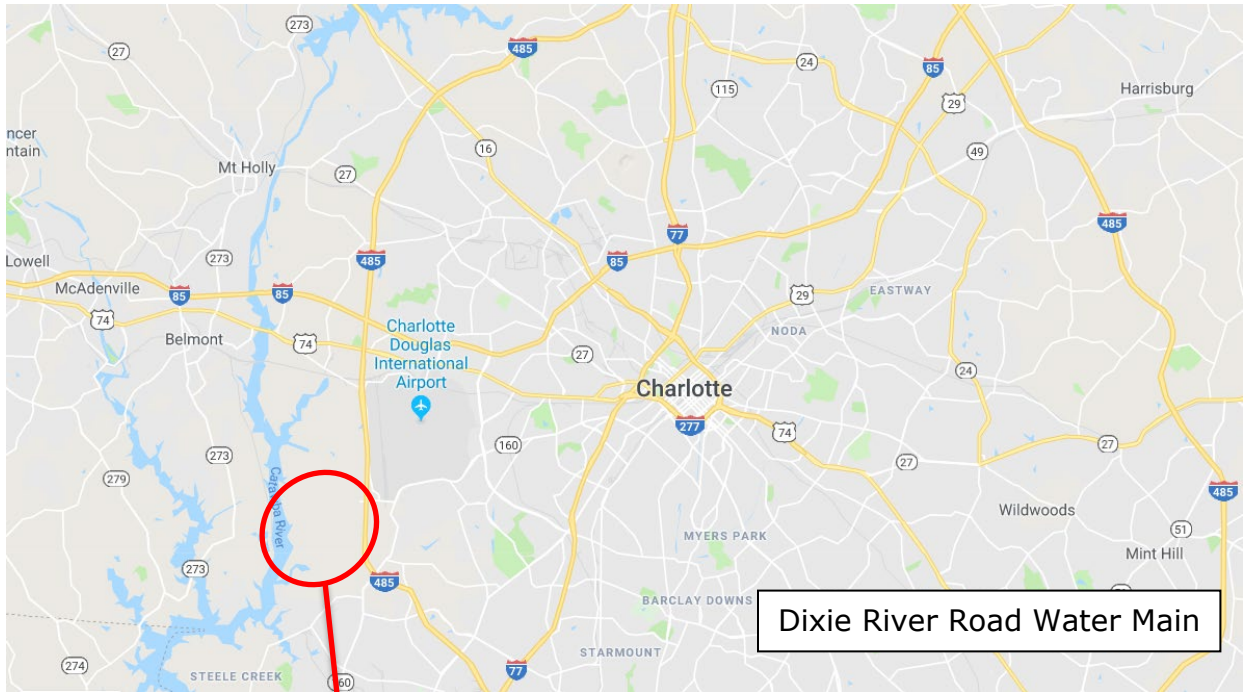 273
27
485
24
85
115
Harrisburg
29
ncer
ntain
16
49
Mt Holly
27
485
77
Lowell
273
485
85
McAdenville
85
85
29
EASTWAY
74
Charlotte
Douglas
International
Airport
NODA
Belmont
74
27
24
Charlotte
277
74
160
27
27
273
279
Catawba River
485
Wildwoods
51
MYERS PARK
Mint Hill
273
485
BARCLAY DOWNS
Dixie River Road Water Main
STARMOUNT
274
77
STEELE CREEK
60